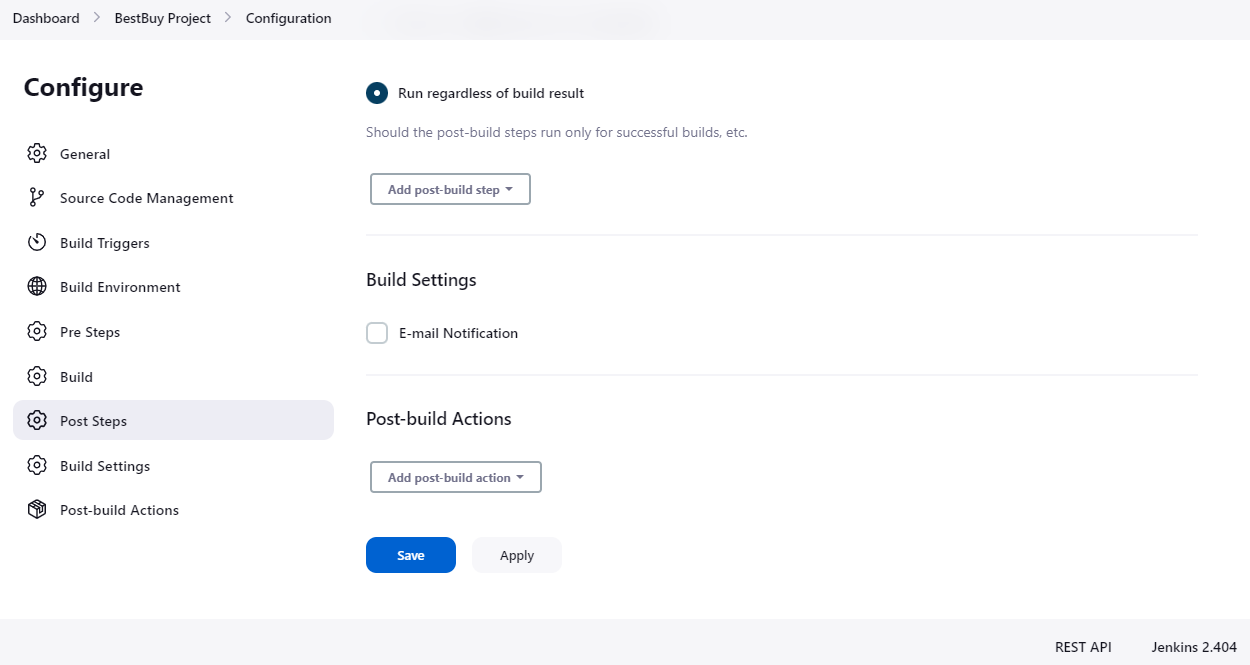 Dashboard > BestBuy Project > Configuration
Configure
General
Source Code Management
Build Triggers
Build Environment
Pre Steps
Build
Post Steps
Build Settings
Post-build Actions
Run regardless of build result
Should the post-build steps run only for successful builds, etc.
Add post-build step
Build Settings
E-mail Notification
Post-build Actions
Add post-build action
Save Apply
REST API Jenkins 2.404